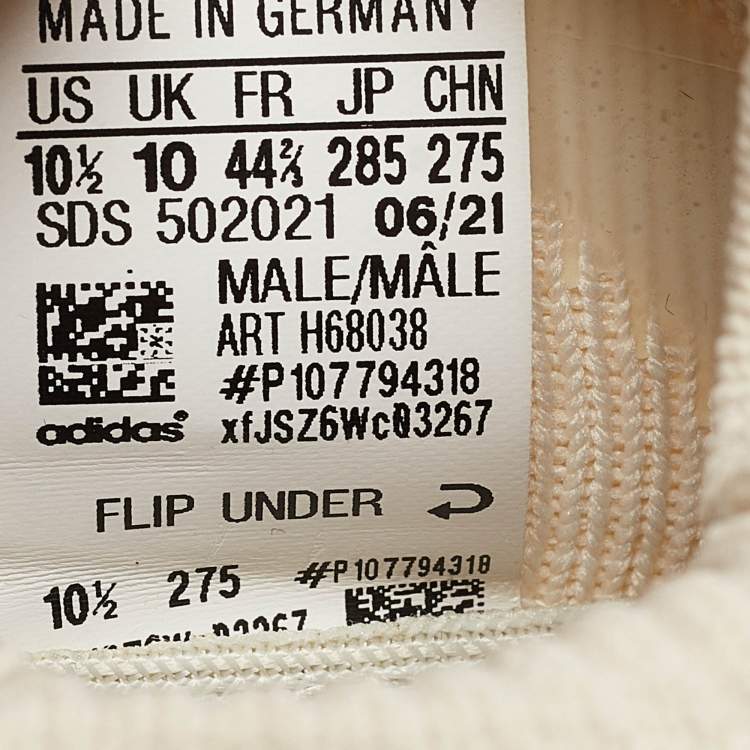 MADE IN GERMANY
US UK FR JP CHN
10½ 10 44⅔ 285 275
SDS 502021 06/21
MALE/MÂLE
ART H68038
#P107794318
adidas® xfJSZ6WcQ3267
FLIP UNDER
10½ 275 #P107794318